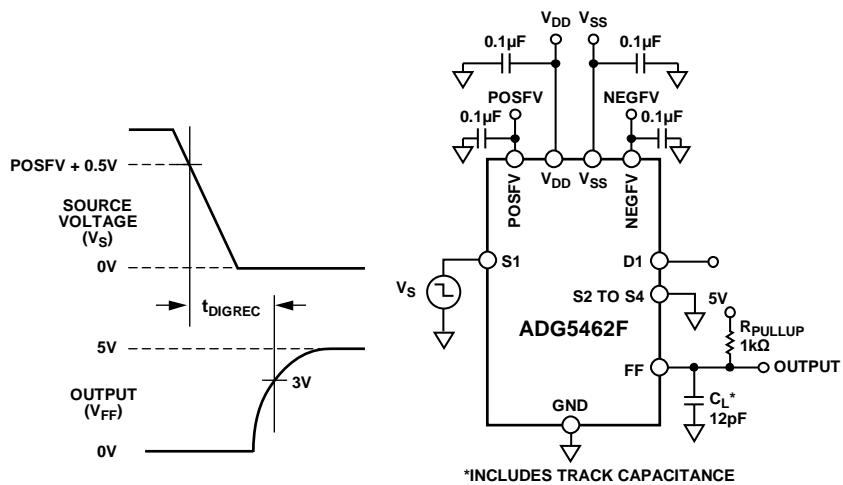 POSFV + 0.5V
SOURCE
VOLTAGE
(VS)
0V
tDIGREC
5V
OUTPUT
(VFF)
3V
0V
VDD
VSS
0.1µF
0.1µF
POSFV
NEGFV
0.1µF
0.1µF
POSFV
VDD
VSS
NEGFV
S1
D1
VS
S2 TO S4
5V
ADG5462F
RPULLUP
1kΩ
FF
OUTPUT
GND
CL*
12pF
*INCLUDES TRACK CAPACITANCE